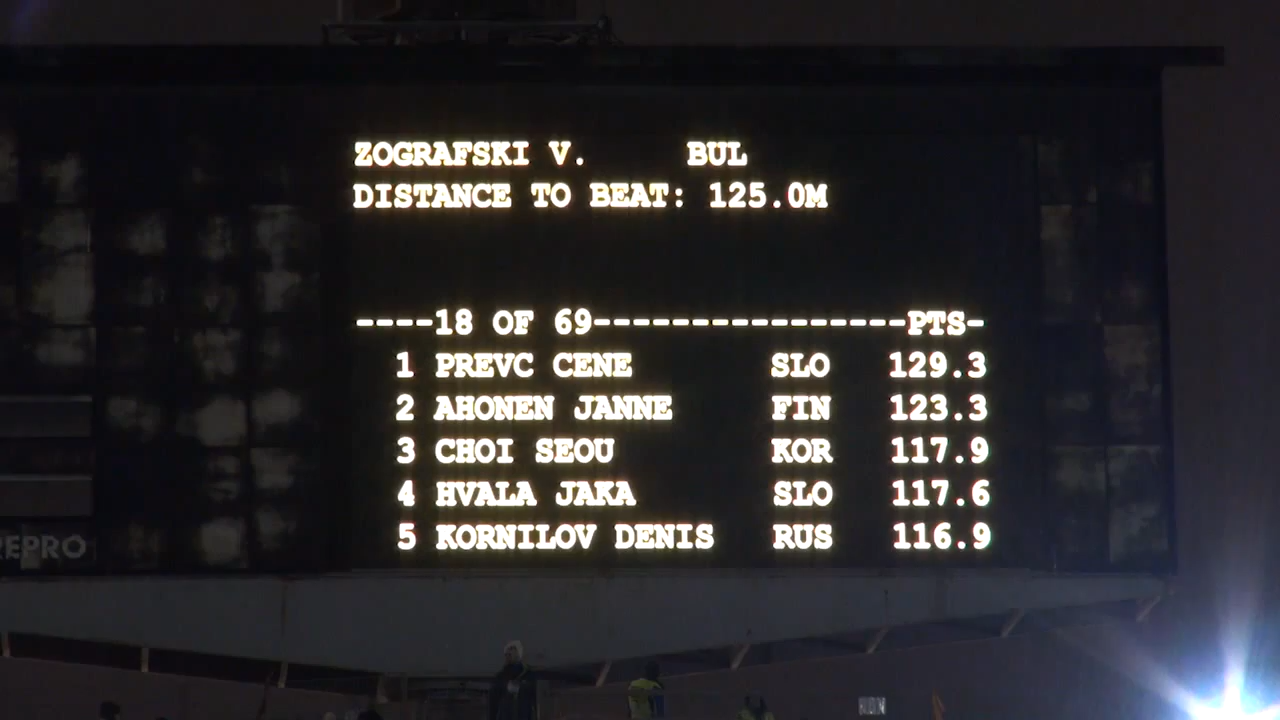 ZOGRAFSKI V. BUL
DISTANCE TO BEAT: 125.0M
----18 OF 69----------------PTS-
1 PREVC CENE SLO 129.3
2 AHONEN JANNE FIN 123.3
3 CHOI SEOU KOR 117.9
4 HVALA JAKA SLO 117.6
5 KORNILOV DENIS RUS 116.9
REPRO